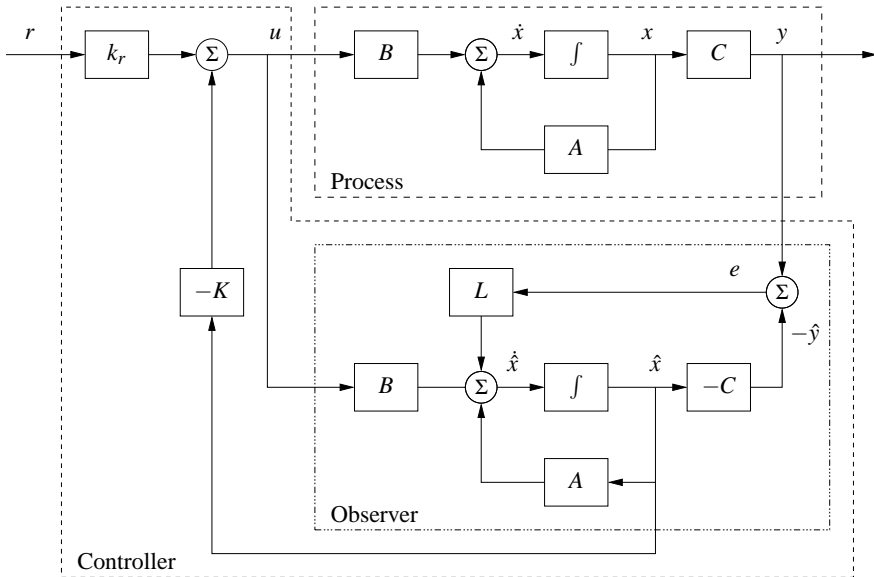 r
k_r
Σ
u
B
Σ
ẋ
∫
x
C
y
A
Process
−K
L
e
Σ
−ŷ
B
Σ
x̂̇
∫
x̂
−C
A
Observer
Controller